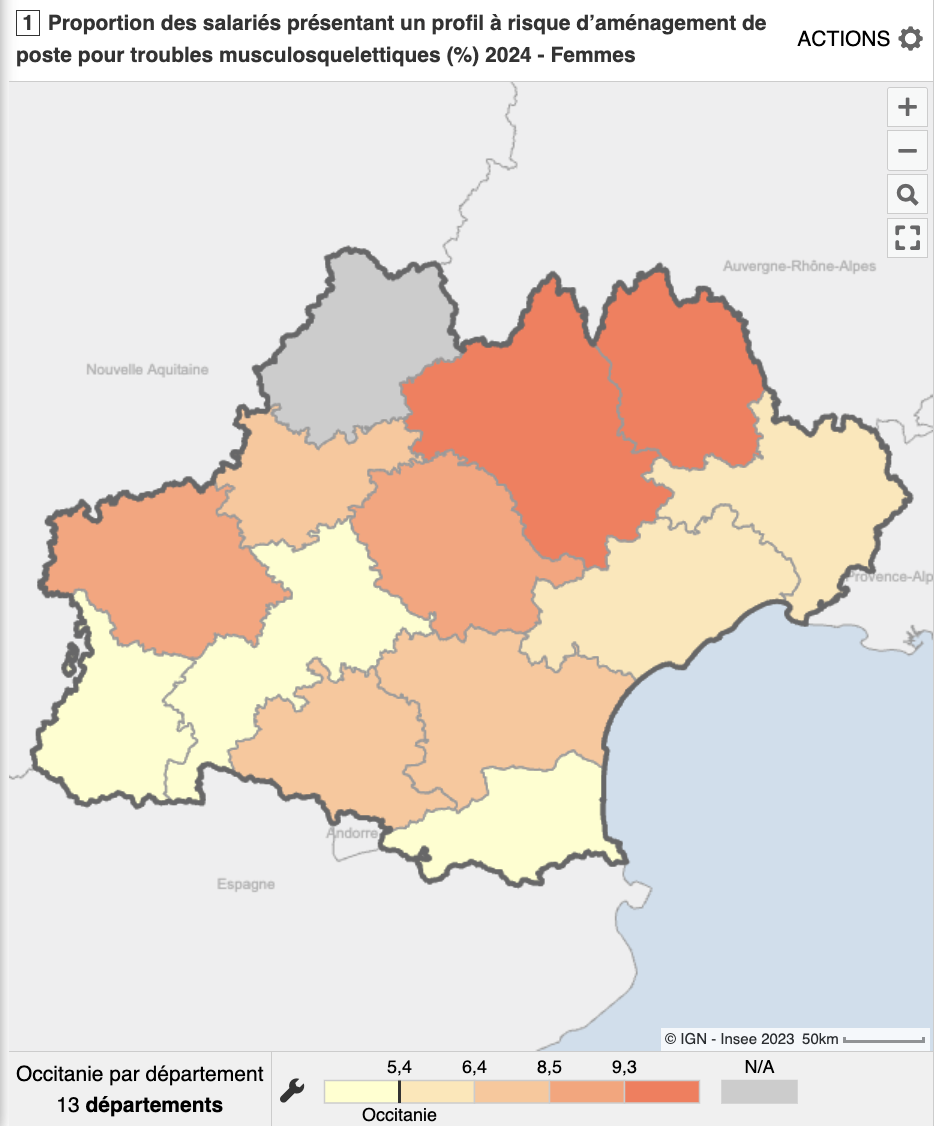 1 Proportion des salariés présentant un profil à risque d'aménagement de
poste pour troubles musculosquelettiques (%) 2024 - Femmes
ACTIONS
+
−
Auvergne-Rhône-Alpes
Nouvelle Aquitaine
Provence-Alp
Andorre
Espagne
© IGN - Insee 2023 50km
Occitanie par département
13 départements
5,4 6,4 8,5 9,3 N/A
Occitanie